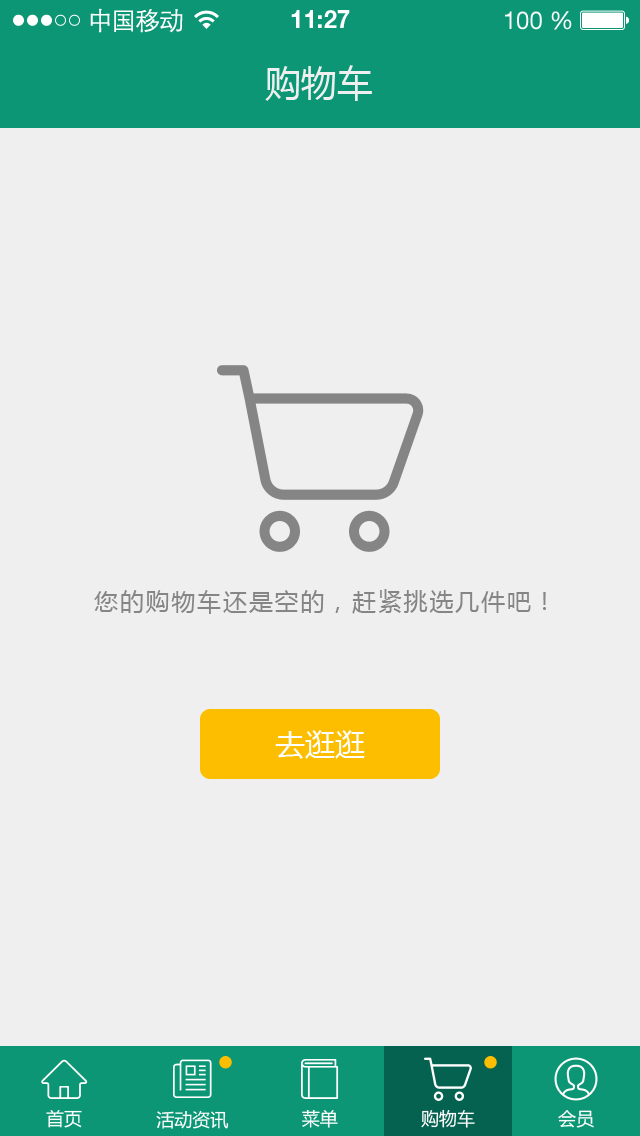 中国移动 11:27 100 %
购物车
您的购物车还是空的，赶紧挑选几件吧！
去逛逛
首页 活动资讯 菜单 购物车 会员